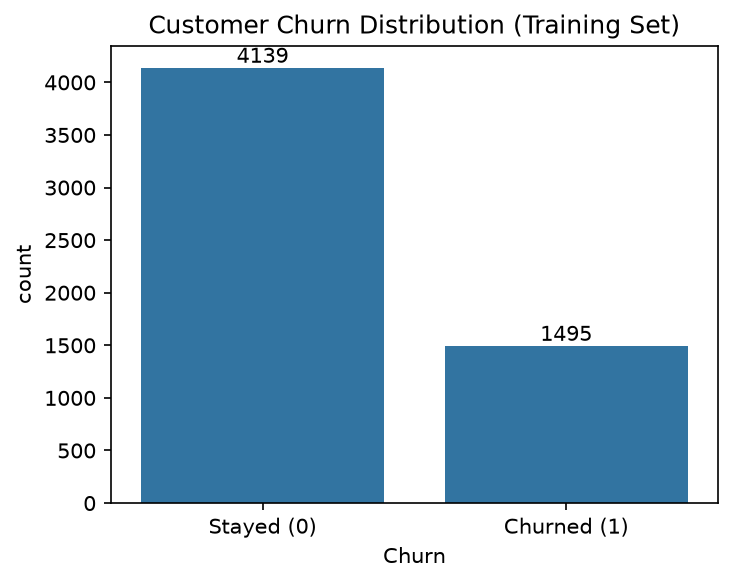 Customer Churn Distribution (Training Set)
4139
1495
count
4000
3500
3000
2500
2000
1500
1000
500
0
Stayed (0)
Churned (1)
Churn